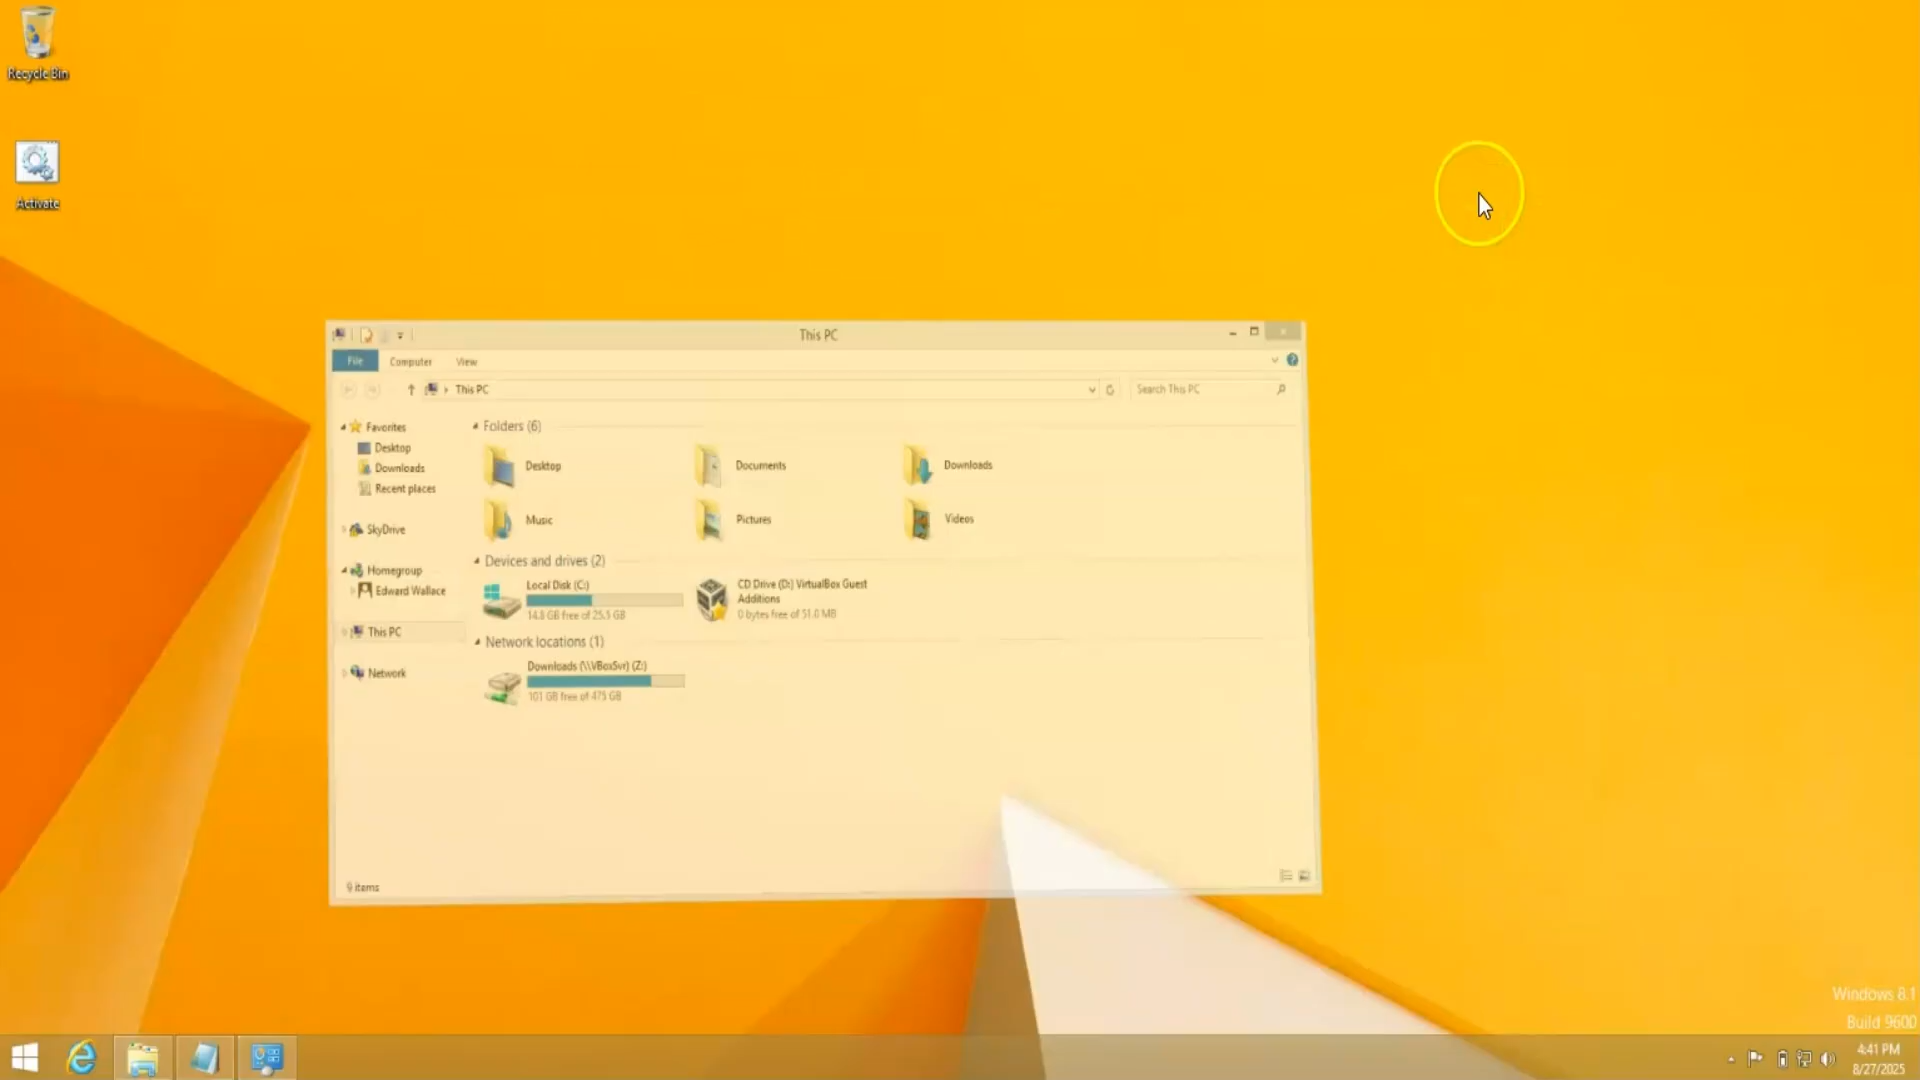 Recycle Bin
Activate
This PC
File
Computer
View
This PC
Search This PC
Favorites
Desktop
Downloads
Recent places
SkyDrive
Homegroup
Edward Wallace
This PC
Network
Folders (6)
Desktop
Documents
Downloads
Music
Pictures
Videos
Devices and drives (2)
Local Disk (C:)
14.8 GB free of 25.5 GB
CD Drive (D:) VirtualBox Guest
Additions
0 bytes free of 51.0 MB
Network locations (1)
Downloads (\\VBoxSvr) (Z:)
101 GB free of 475 GB
9 items
Windows 8.1
Build 9600
4:41 PM
8/27/2025